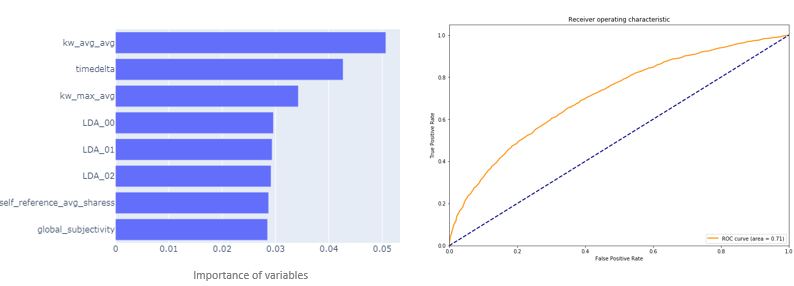 kw_avg_avg
timedelta
kw_max_avg
LDA_00
LDA_01
LDA_02
self_reference_avg_sharess
global_subjectivity
0 0.01 0.02 0.03 0.04 0.05
Importance of variables
Receiver operating characteristic
True Positive Rate
1.0
0.8
0.6
0.4
0.2
0.0
0.0 0.2 0.4 0.6 0.8 1.0
False Positive Rate
ROC curve (area = 0.71)